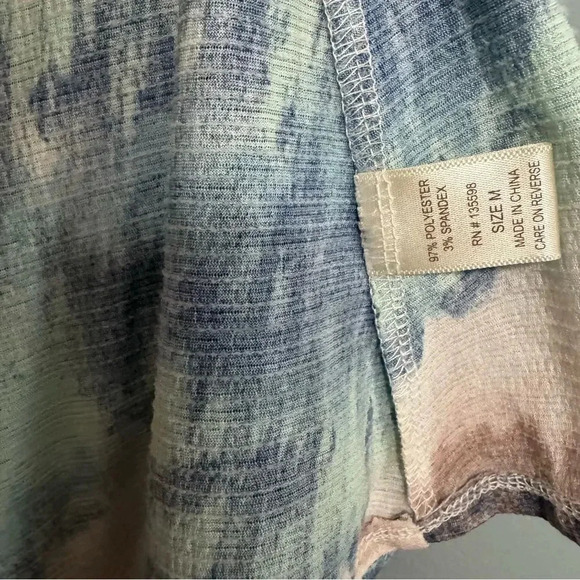 97% POLYESTER
3% SPANDEX
RN # 135598
SIZE M
MADE IN CHINA
CARE ON REVERSE